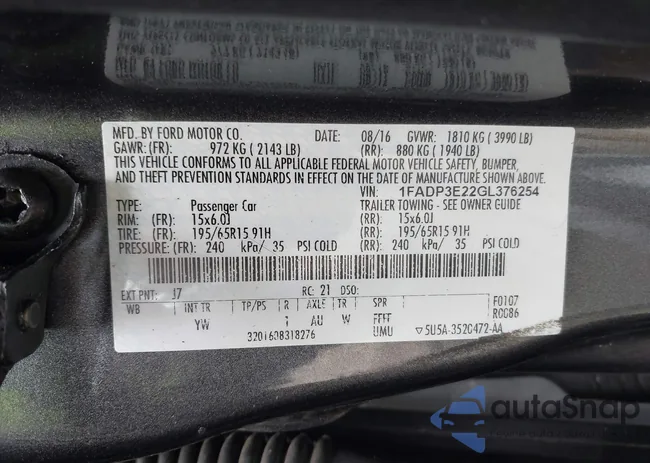 MFD. BY FORD MOTOR CO. DATE: 08/16 GVWR: 1810 KG ( 3990 LB)
GAWR: (FR): 972 KG ( 2143 LB) (RR): 880 KG ( 1940 LB)
THIS VEHICLE CONFORMS TO ALL APPLICABLE FEDERAL MOTOR VEHICLE SAFETY, BUMPER,
AND THEFT PREVENTION STANDARDS IN EFFECT ON THE DATE OF MANUFACTURE SHOWN ABOVE.
VIN: 1FADP3E22GL376254
TYPE: Passenger Car TRAILER TOWING - SEE OWNER GUIDE
RIM: (FR): 15x6.0J (RR): 15x6.0J
TIRE: (FR): 195/65R15 91H (RR): 195/65R15 91H
PRESSURE: (FR): 240 kPa/ 35 PSI COLD (RR): 240 kPa/ 35 PSI COLD
EXT PNT: J7 RC: 21 DSO:
WB INT TR TP/PS R AXLE TR SPR F0107
YW 1 AU W R0086
3201608318276 UMU ▽5U5A-3520472-AA
autoSnap